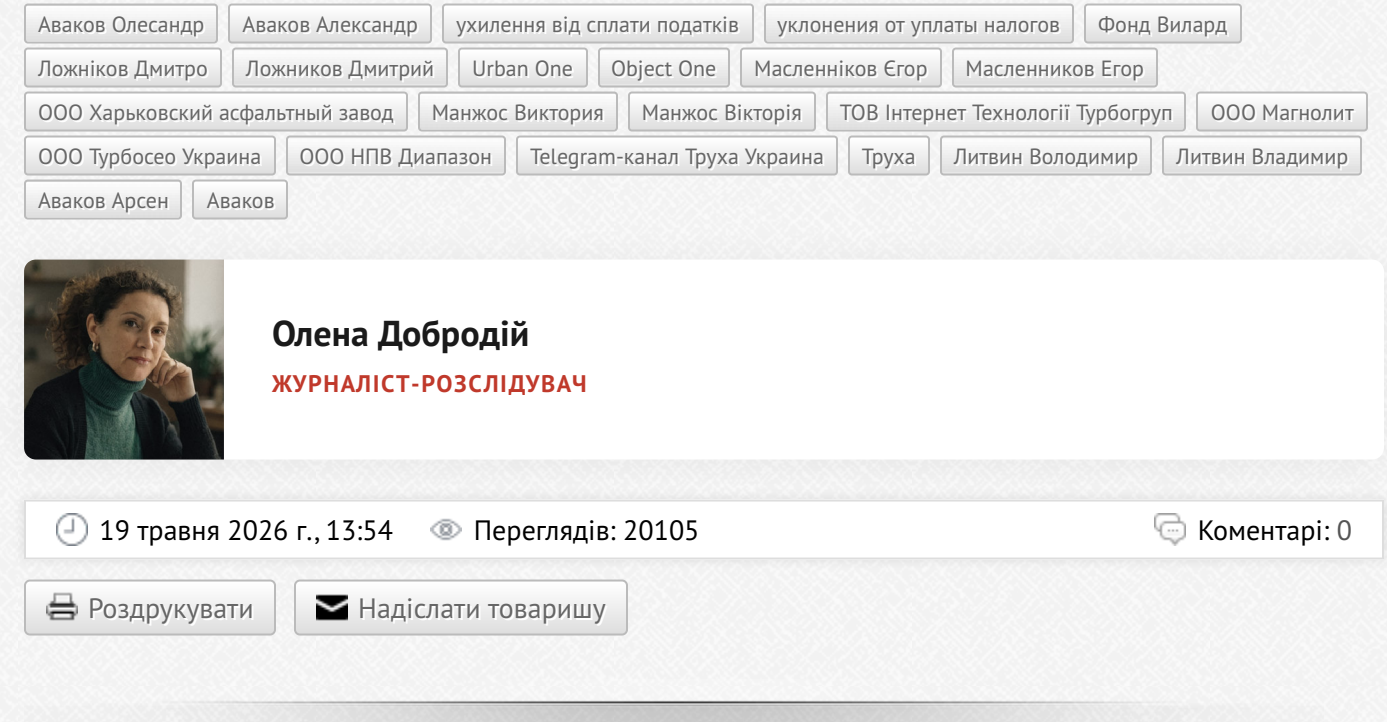 Аваков Олесандр Аваков Александр ухилення від сплати податків уклонения от уплаты налогов Фонд Вилард
Ложніков Дмитро Ложников Дмитрий Urban One Object One Масленніков Єгор Масленников Егор
ООО Харьковский асфальтный завод Манжос Виктория Манжос Вікторія ТОВ Інтернет Технології Турбогруп ООО Магнолит
ООО Турбосео Украина ООО НПВ Диапазон Telegram-канал Труха Украина Труха Литвин Володимир Литвин Владимир
Аваков Арсен Аваков
Олена Добродій
ЖУРНАЛІСТ-РОЗСЛІДУВАЧ
19 травня 2026 г., 13:54 Переглядів: 20105 Коментарі: 0
Роздрукувати Надіслати товаришу